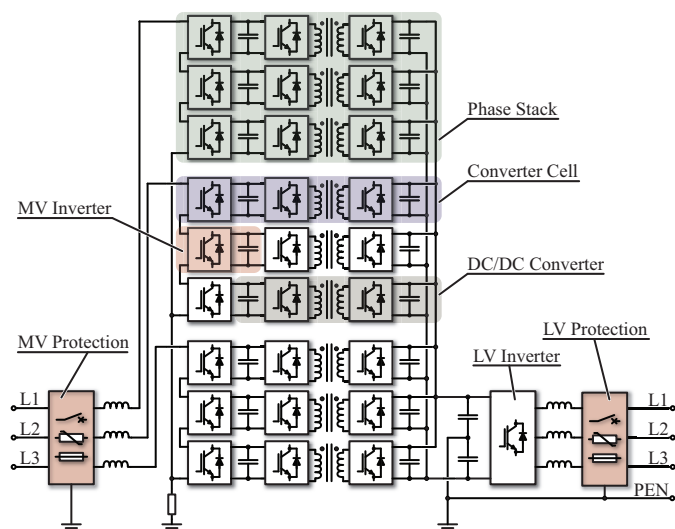 Phase Stack
Converter Cell
MV Inverter
DC/DC Converter
MV Protection
LV Protection
LV Inverter
L1
L2
L3
L1
L2
L3
PEN